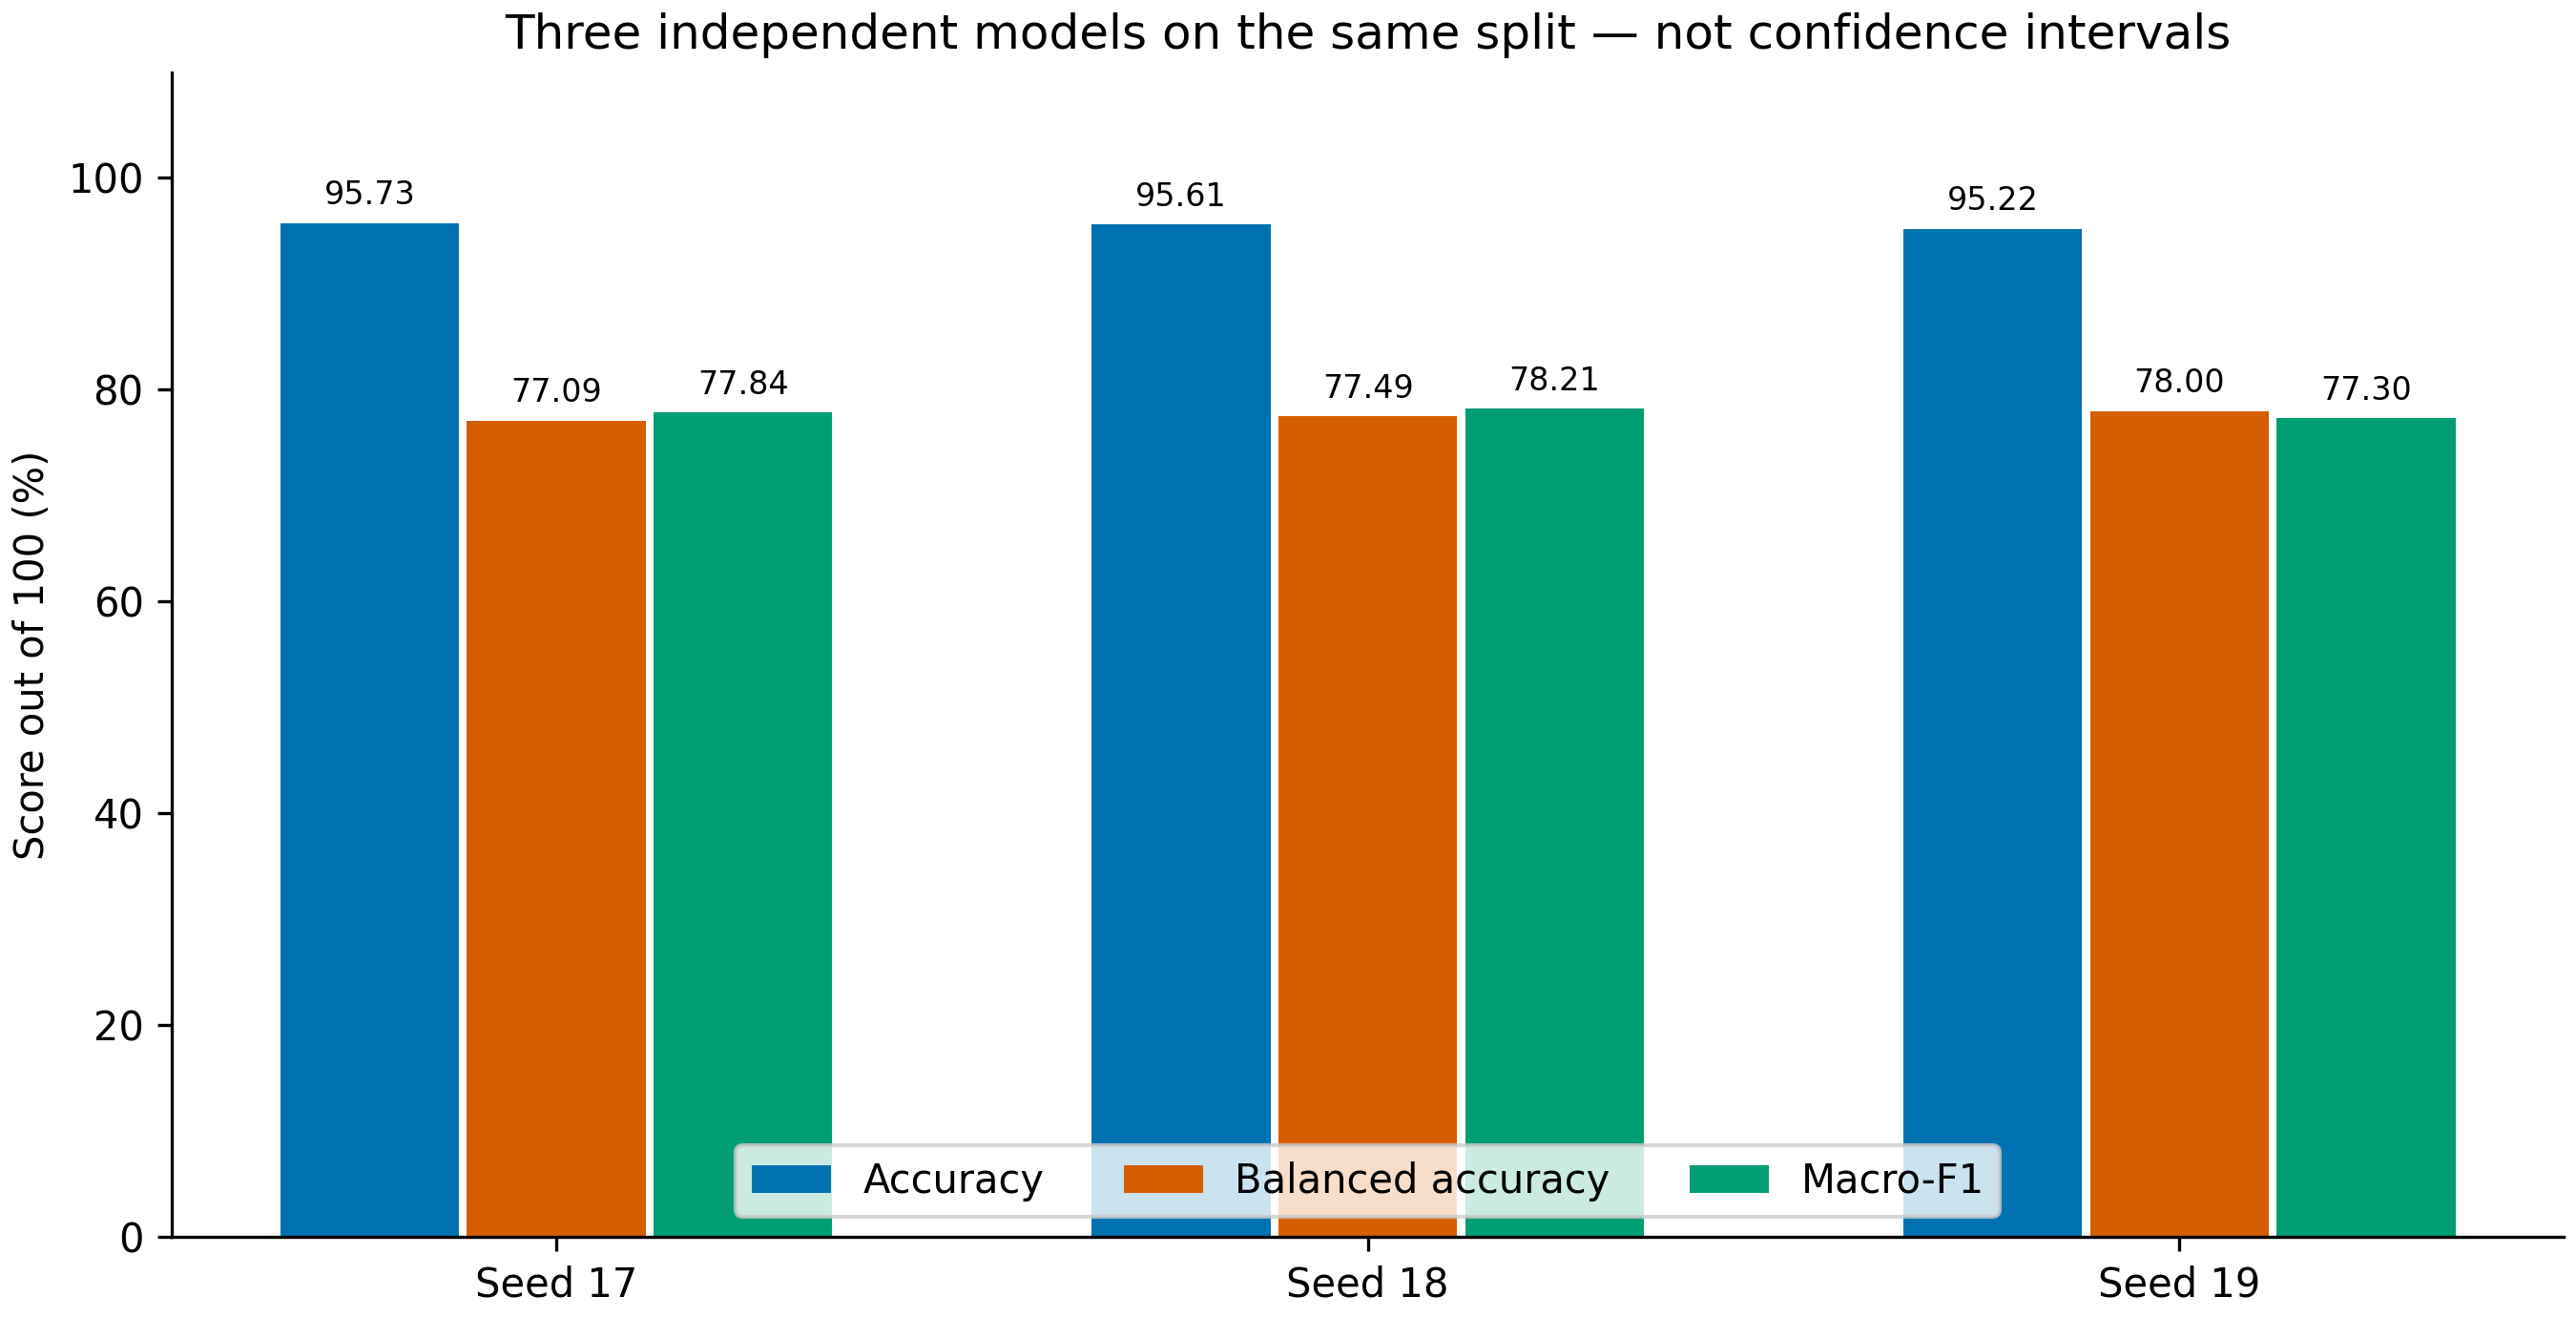 Three independent models on the same split — not confidence intervals
Score out of 100 (%)
100
80
60
40
20
0
95.73
77.09
77.84
95.61
77.49
78.21
95.22
78.00
77.30
Accuracy
Balanced accuracy
Macro-F1
Seed 17
Seed 18
Seed 19